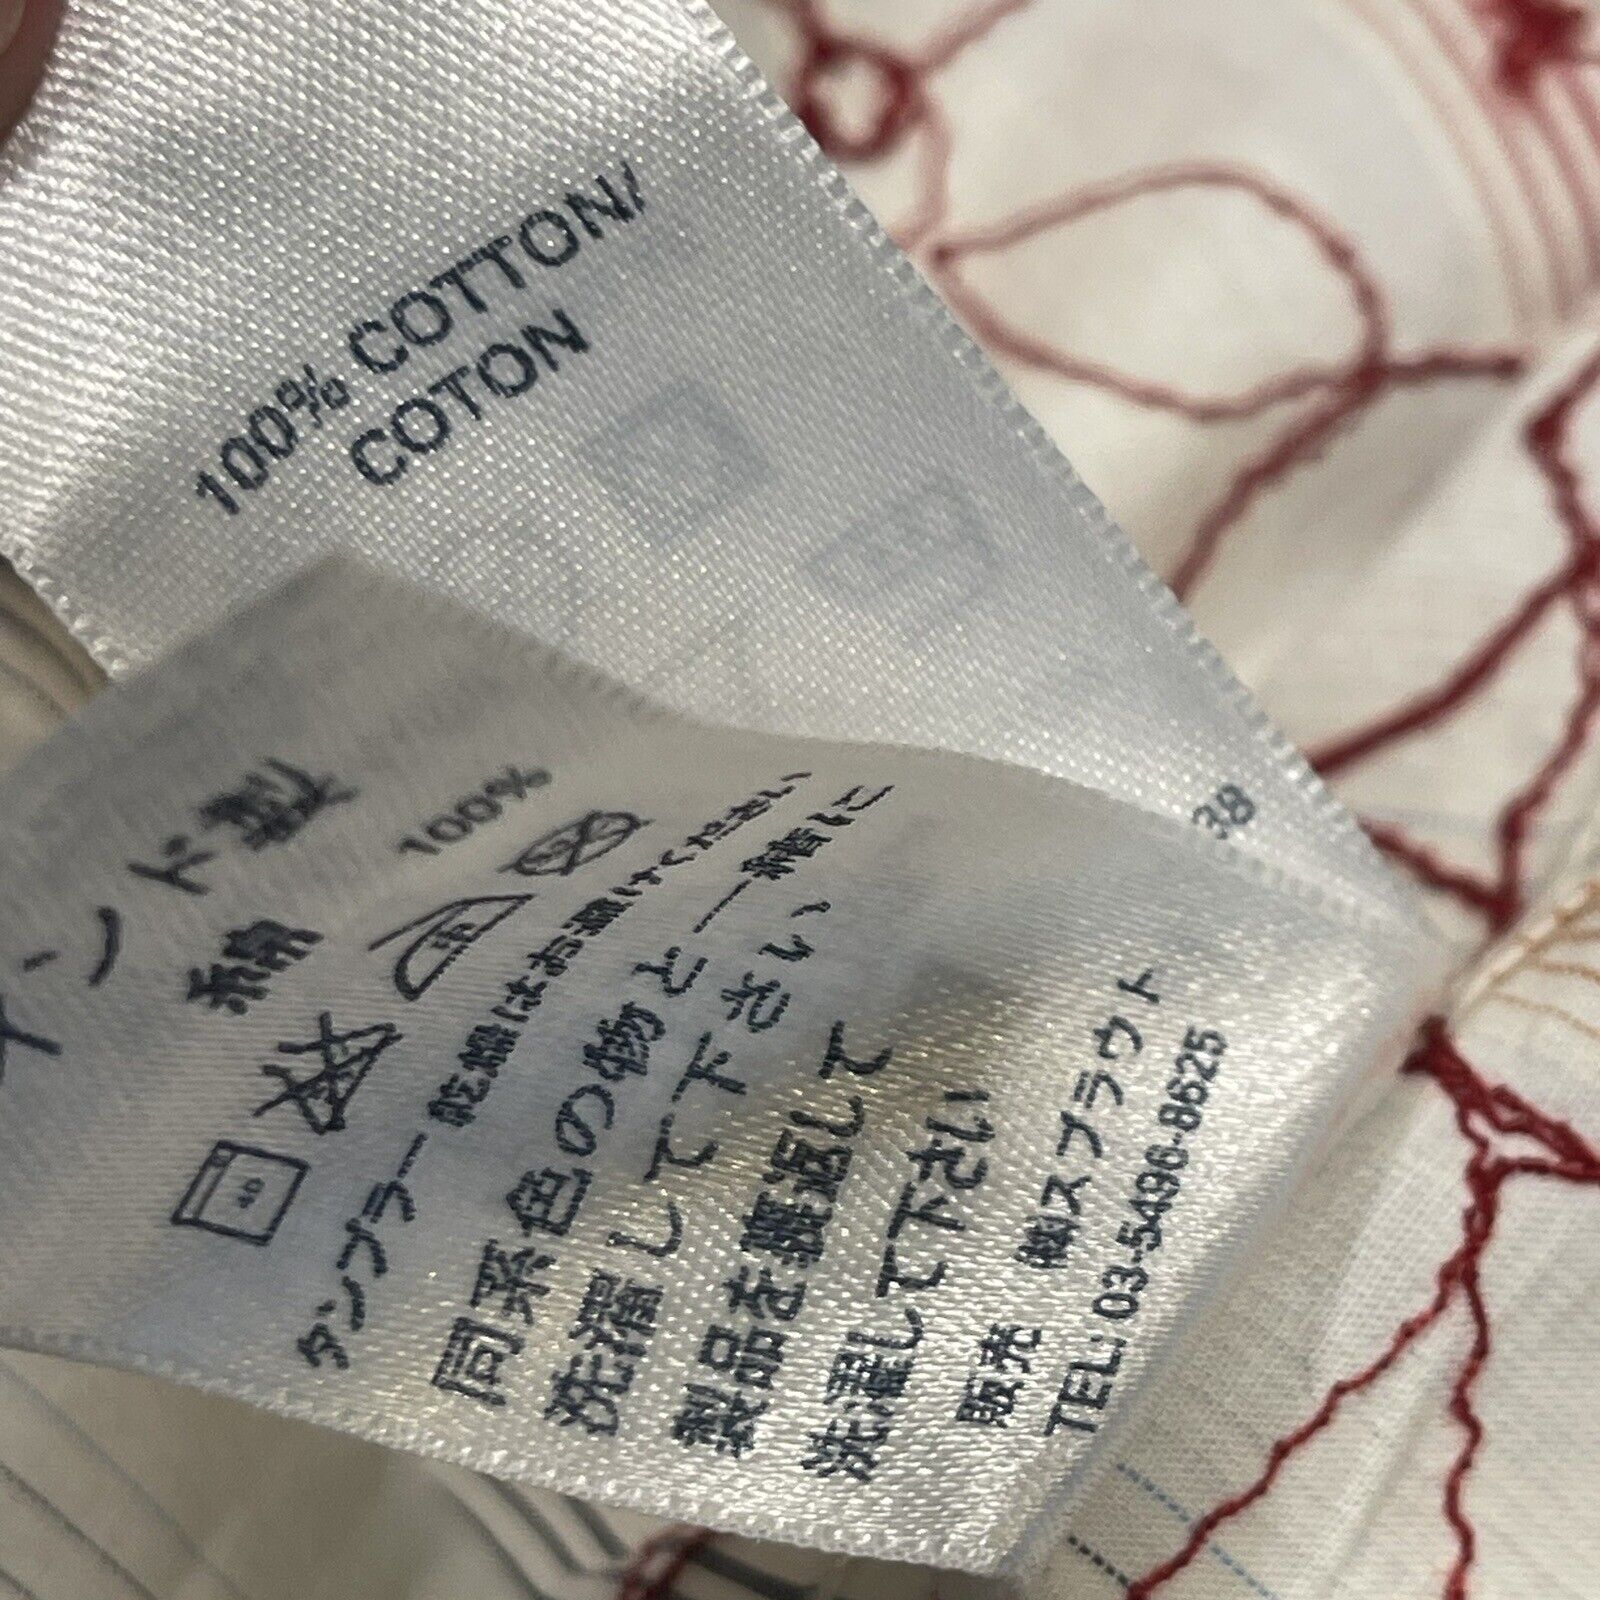 100% COTTON/
COTON
38
インド製
綿 100%
40
中
タンブラー乾燥はお避けください
同系色の物と一緒に
洗濯して下さい、
製品を裏返して
洗濯して下さい
販売 ㈱スプラウト
TEL: 03-5496-8625